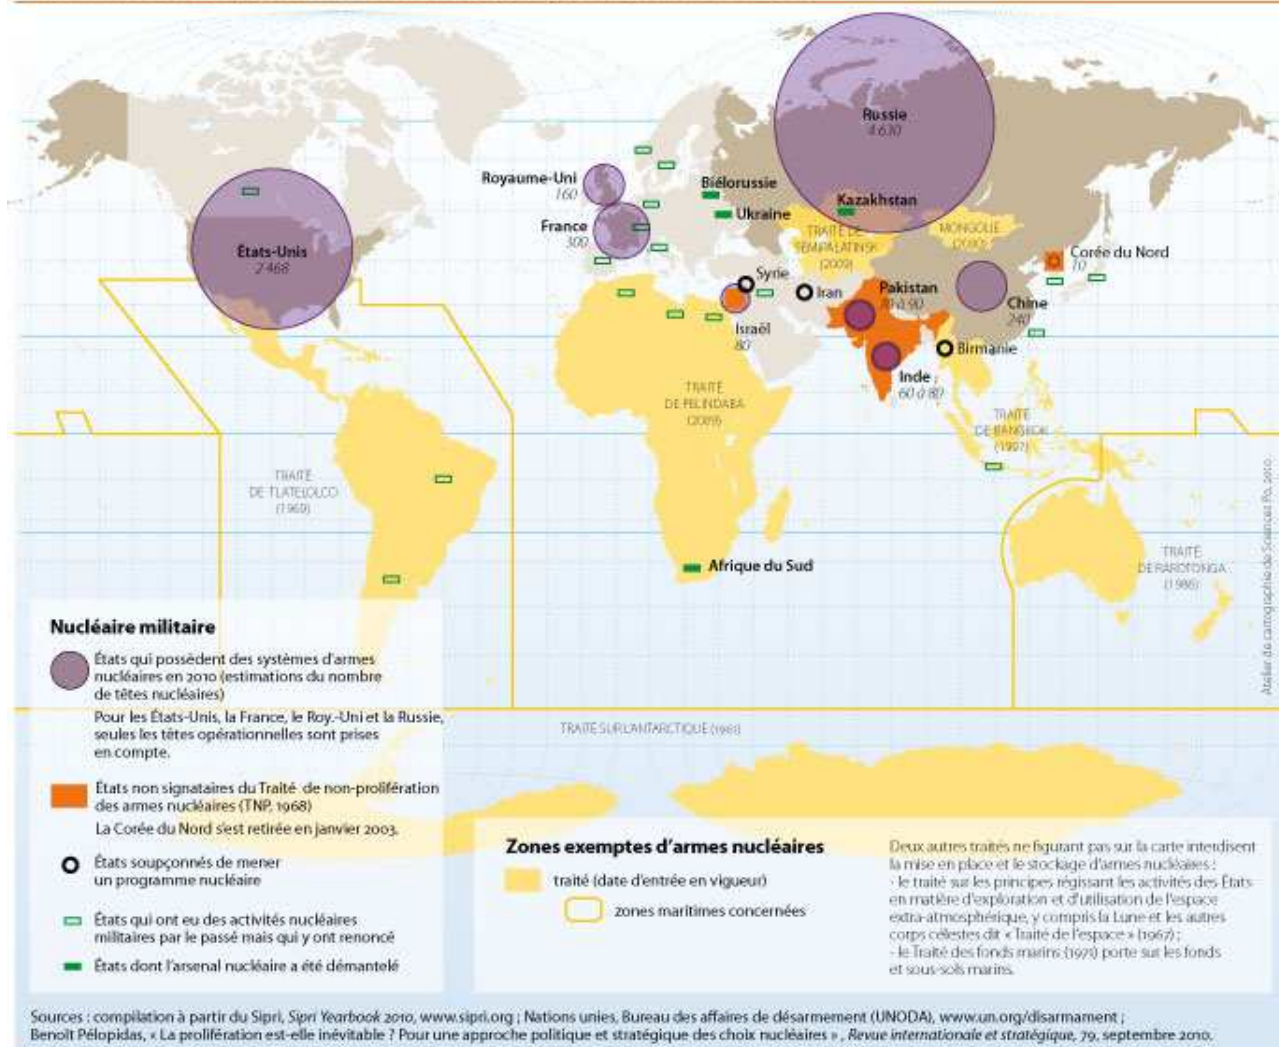 Russie
4 630
Royaume-Uni
160
Biélorussie
Kazakhstan
Ukraine
France
300
États-Unis
2 468
TRAITÉ DE
SEMIPALATINSK
(2009)
MONGOLIE
(2000)
Corée du Nord
10
Syrie
Iran
Pakistan
70 à 90
Chine
240
Israël
80
Birmanie
Inde
60 à 80
TRAITÉ
DE PELINDABA
(2009)
TRAITÉ
DE BANGKOK
(1997)
TRAITÉ
DE TLATELOLCO
(1969)
Afrique du Sud
TRAITÉ
DE RAROTONGA
(1986)
Atelier de cartographie de Sciences Po, 2010
TRAITÉ SUR L'ANTARCTIQUE (1961)
Nucléaire militaire
États qui possèdent des systèmes d'armes
nucléaires en 2010 (estimations du nombre
de têtes nucléaires)
Pour les États-Unis, la France, le Roy.-Uni et la Russie,
seules les têtes opérationnelles sont prises
en compte.
États non signataires du Traité de non-prolifération
des armes nucléaires (TNP, 1968)
La Corée du Nord s'est retirée en janvier 2003.
États soupçonnés de mener
un programme nucléaire
États qui ont eu des activités nucléaires
militaires par le passé mais qui y ont renoncé
États dont l'arsenal nucléaire a été démantelé
Zones exemptes d'armes nucléaires
traité (date d'entrée en vigueur)
zones maritimes concernées
Deux autres traités ne figurant pas sur la carte interdisent
la mise en place et le stockage d'armes nucléaires :
- le traité sur les principes régissant les activités des États
en matière d'exploration et d'utilisation de l'espace
extra-atmosphérique, y compris la Lune et les autres
corps célestes dit « Traité de l'espace » (1967) ;
- le Traité des fonds marins (1971) porte sur les fonds
et sous-sols marins.
Sources : compilation à partir du Sipri, Sipri Yearbook 2010, www.sipri.org ; Nations unies, Bureau des affaires de désarmement (UNODA), www.un.org/disarmament ;
Benoît Pélopidas, « La prolifération est-elle inévitable ? Pour une approche politique et stratégique des choix nucléaires », Revue internationale et stratégique, 79, septembre 2010.